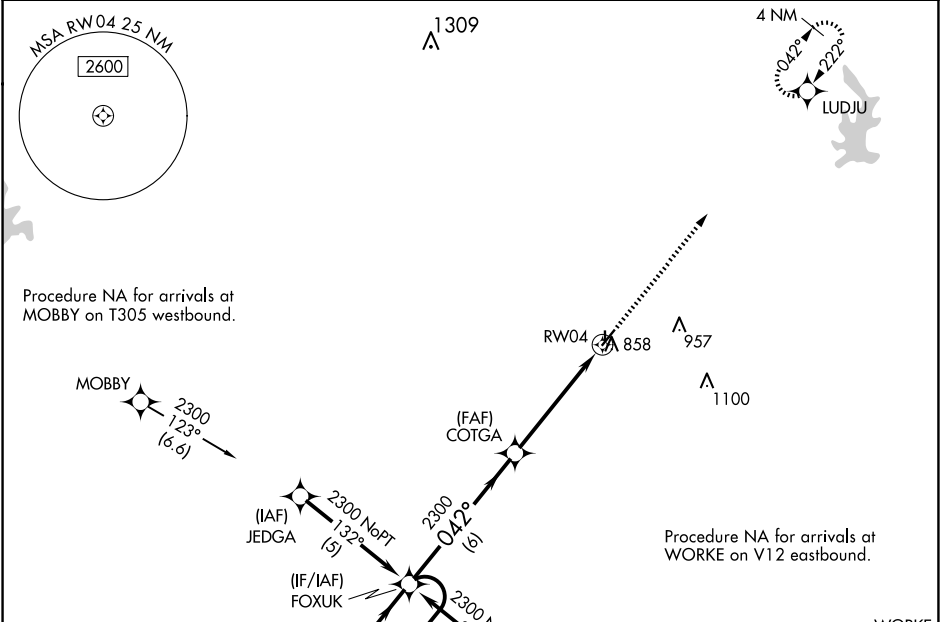 MSA RW04 25 NM
2600
1309
4 NM
042°
222°
LUDJU
Procedure NA for arrivals at
MOBBY on T305 westbound.
RW04
858
957
1100
MOBBY
2300
123°
(6.6)
(FAF)
COTGA
(IAF)
JEDGA
2300 NoPT
132°
(5)
2300
042°
(6)
Procedure NA for arrivals at
WORKE on V12 eastbound.
(IF/IAF)
FOXUK
2300
WORKE